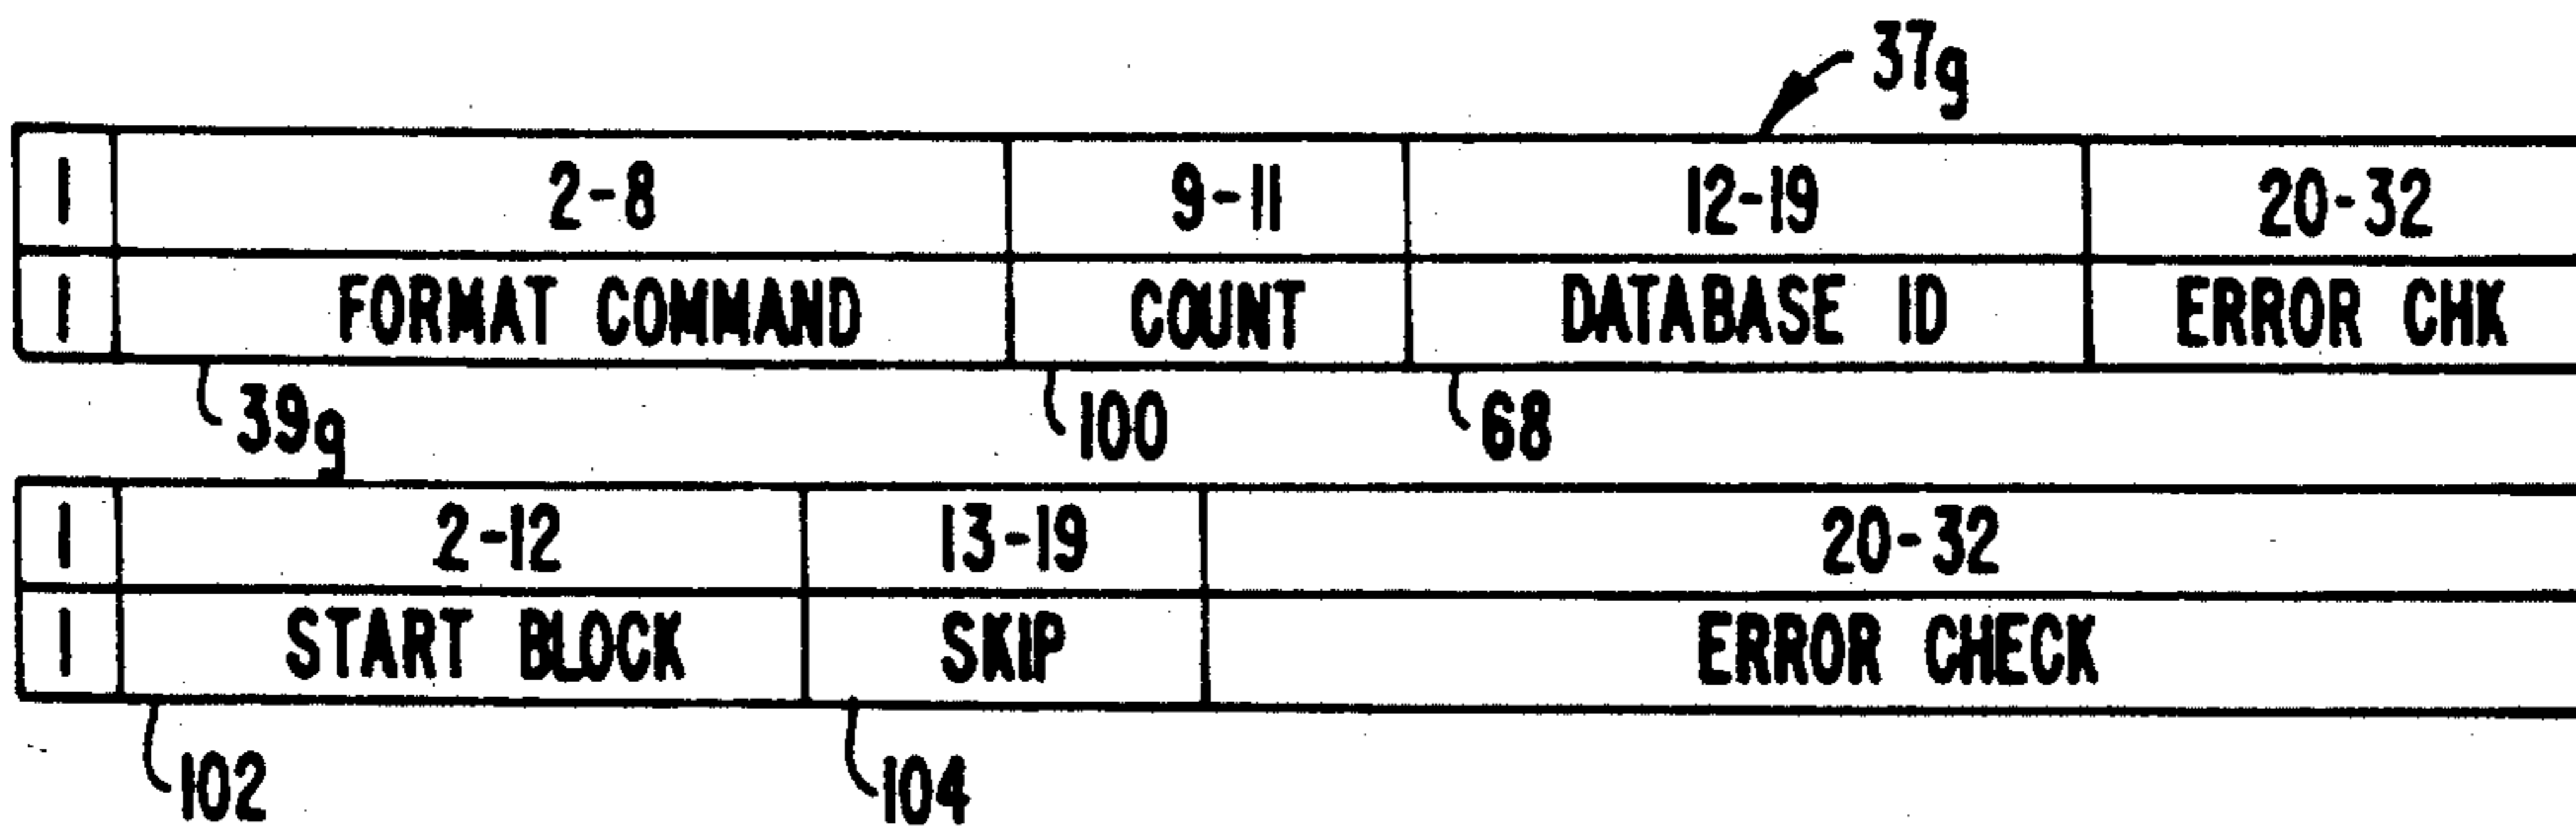 37g
1 2-8 9-11 12-19 20-32
1 FORMAT COMMAND COUNT DATABASE ID ERROR CHK
39g 100 68
1 2-12 13-19 20-32
1 START BLOCK SKIP ERROR CHECK
102 104